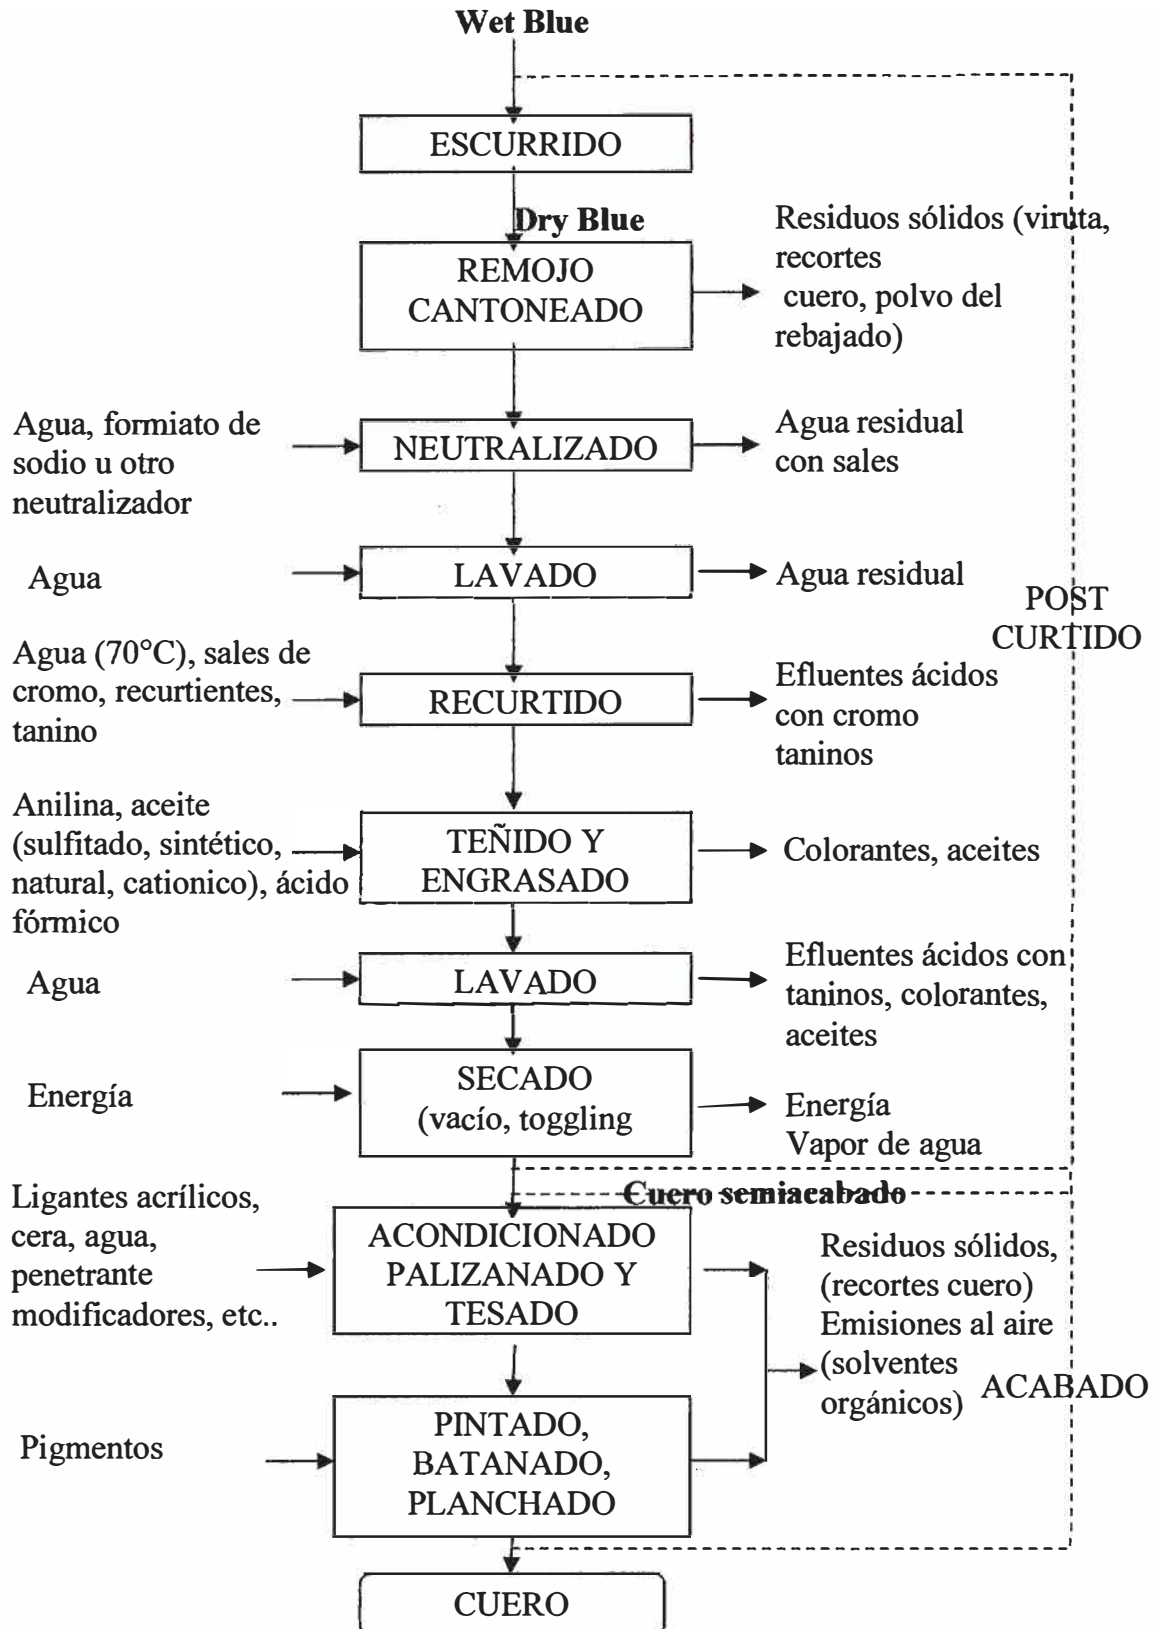 Wet Blue
ESCURRIDO
Dry Blue
REMOJO
CANTONEADO
Residuos sólidos (viruta,
recortes
cuero, polvo del
rebajado)
Agua, formiato de
sodio u otro
neutralizador
NEUTRALIZADO
Agua residual
con sales
Agua
LAVADO
Agua residual
POST
CURTIDO
Agua (70°C), sales de
cromo, recurtientes,
tanino
RECURTIDO
Efluentes ácidos
con cromo
taninos
Anilina, aceite
(sulfitado, sintético,
natural, cationico), ácido
fórmico
TEÑIDO Y
ENGRASADO
Colorantes, aceites
Agua
LAVADO
Efluentes ácidos con
taninos, colorantes,
aceites
Energía
SECADO
(vacío, toggling
Energía
Vapor de agua
Cuero semiacabado
Ligantes acrílicos,
cera, agua,
penetrante
modificadores, etc..
ACONDICIONADO
PALIZANADO Y
TESADO
Residuos sólidos,
(recortes cuero)
Emisiones al aire
(solventes
orgánicos)
ACABADO
Pigmentos
PINTADO,
BATANADO,
PLANCHADO
CUERO